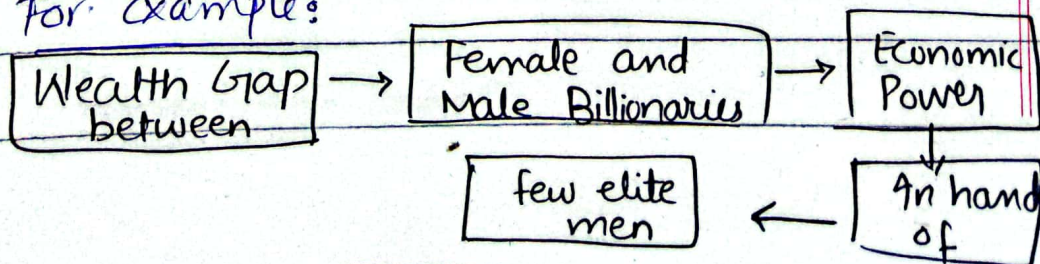 For example:
Wealth Gap
between
Female and
Male Billionaries
Economic
Power
In hand
of
few elite
men